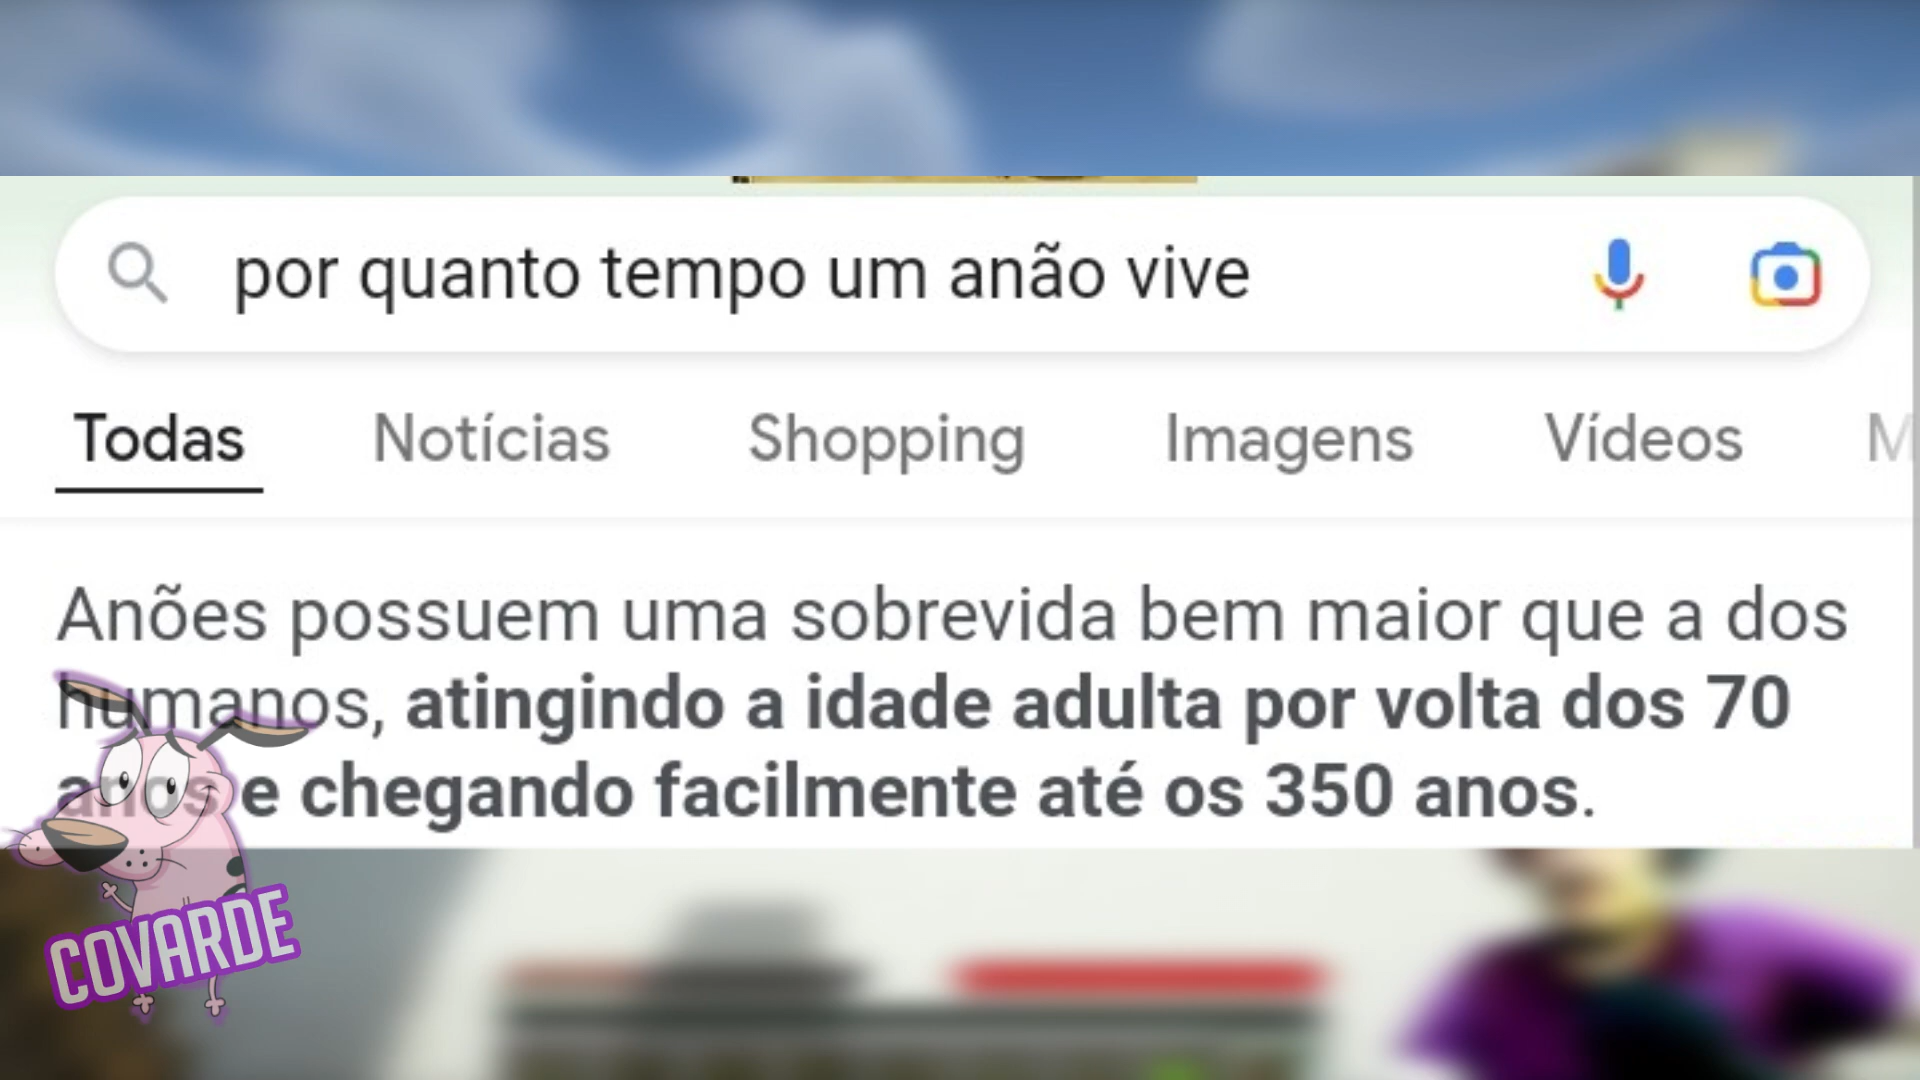 por quanto tempo um anão vive
Todas Notícias Shopping Imagens Vídeos M
Anões possuem uma sobrevida bem maior que a dos
humanos, atingindo a idade adulta por volta dos 70
anos e chegando facilmente até os 350 anos.
COVARDE